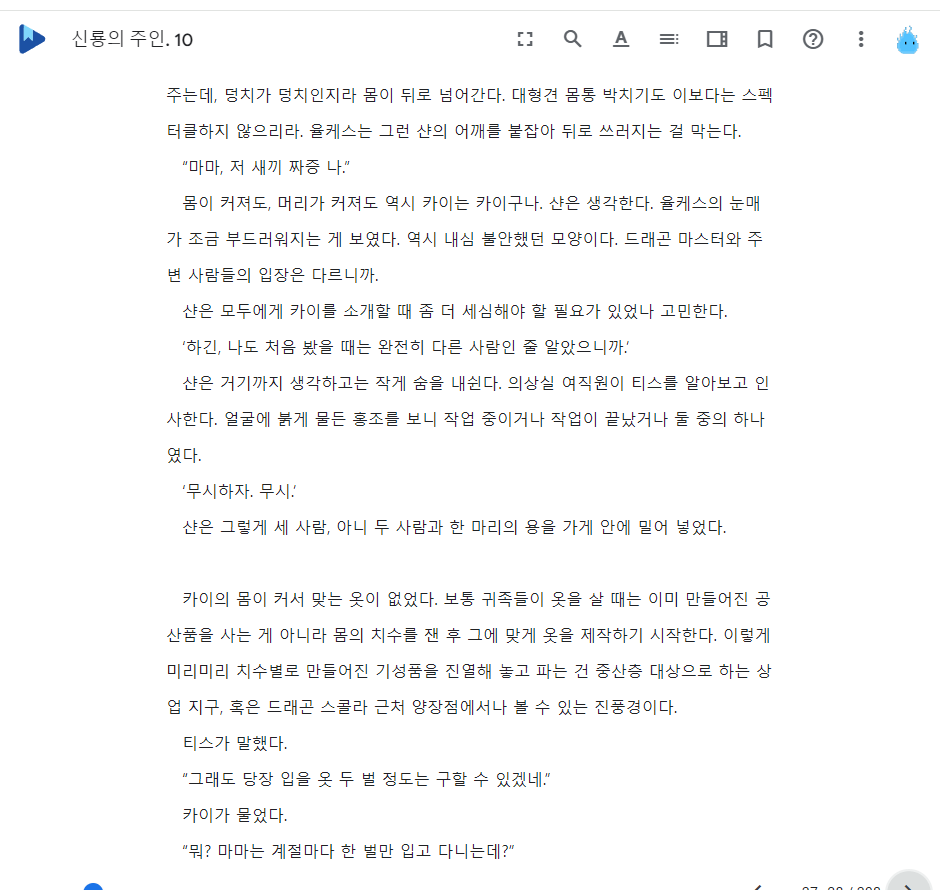 신룡의 주인. 10
주는데, 덩치가 덩치인지라 몸이 뒤로 넘어간다. 대형견 몸통 박치기도 이보다는 스펙
터클하지 않으리라. 율케스는 그런 샨의 어깨를 붙잡아 뒤로 쓰러지는 걸 막는다.
“마마, 저 새끼 짜증 나.”
몸이 커져도, 머리가 커져도 역시 카이는 카이구나. 샨은 생각한다. 율케스의 눈매
가 조금 부드러워지는 게 보였다. 역시 내심 불안했던 모양이다. 드래곤 마스터와 주
변 사람들의 입장은 다르니까.
샨은 모두에게 카이를 소개할 때 좀 더 세심해야 할 필요가 있었나 고민한다.
‘하긴, 나도 처음 봤을 때는 완전히 다른 사람인 줄 알았으니까.’
샨은 거기까지 생각하고는 작게 숨을 내쉰다. 의상실 여직원이 티스를 알아보고 인
사한다. 얼굴에 붉게 물든 홍조를 보니 작업 중이거나 작업이 끝났거나 둘 중의 하나
였다.
‘무시하자. 무시.’
샨은 그렇게 세 사람, 아니 두 사람과 한 마리의 용을 가게 안에 밀어 넣었다.
카이의 몸이 커서 맞는 옷이 없었다. 보통 귀족들이 옷을 살 때는 이미 만들어진 공
산품을 사는 게 아니라 몸의 치수를 잰 후 그에 맞게 옷을 제작하기 시작한다. 이렇게
미리미리 치수별로 만들어진 기성품을 진열해 놓고 파는 건 중산층 대상으로 하는 상
업 지구, 혹은 드래곤 스콜라 근처 양장점에서나 볼 수 있는 진풍경이다.
티스가 말했다.
“그래도 당장 입을 옷 두 벌 정도는 구할 수 있겠네.”
카이가 물었다.
“뭐? 마마는 계절마다 한 벌만 입고 다니는데?”